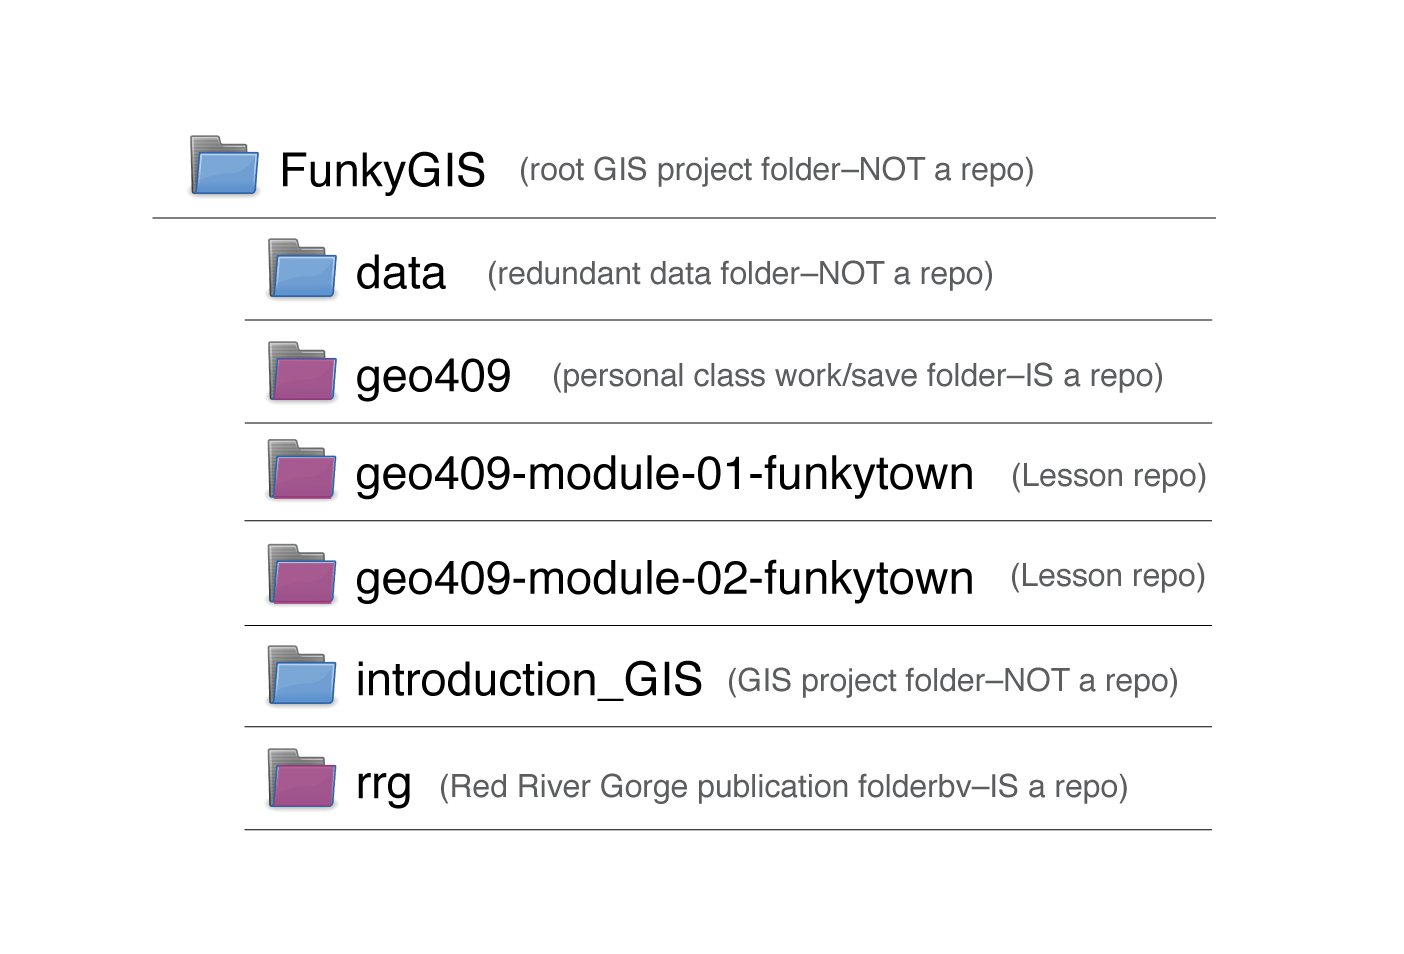 FunkyGIS (root GIS project folder–NOT a repo)
data (redundant data folder–NOT a repo)
geo409 (personal class work/save folder–IS a repo)
geo409-module-01-funkytown (Lesson repo)
geo409-module-02-funkytown (Lesson repo)
introduction_GIS (GIS project folder–NOT a repo)
rrg (Red River Gorge publication folderbv–IS a repo)